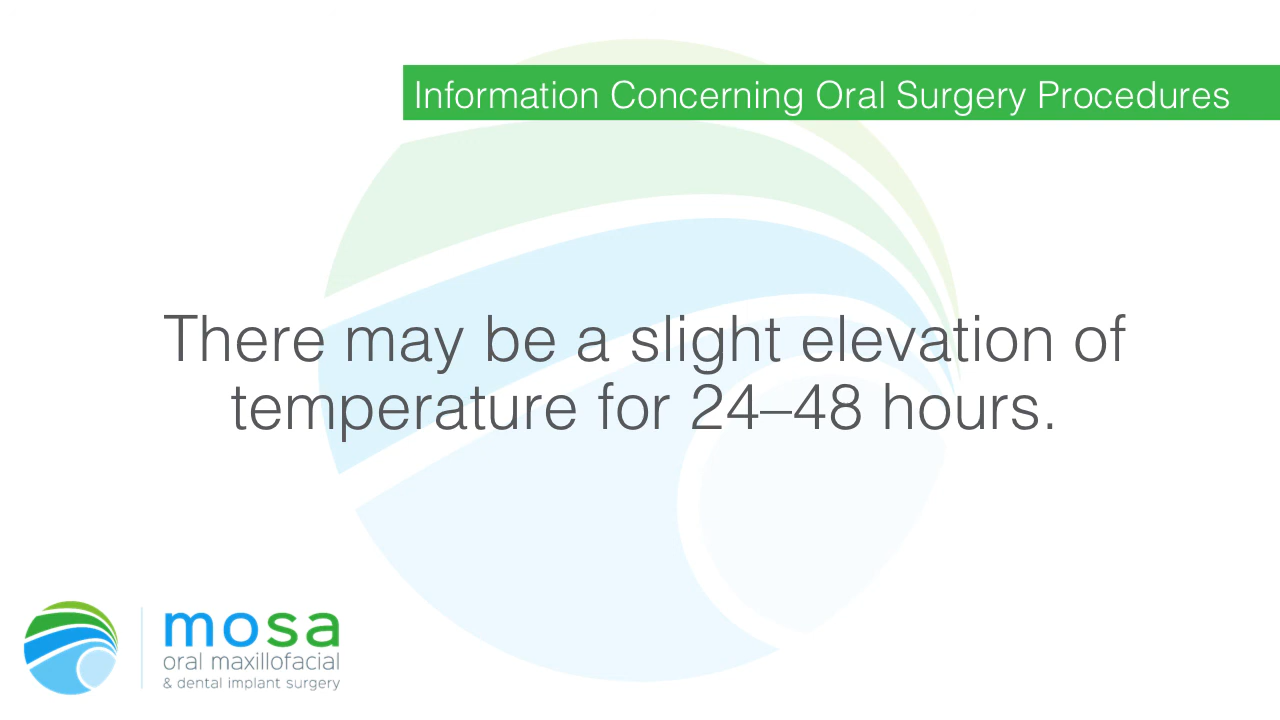 Information Concerning Oral Surgery Procedures
There may be a slight elevation of
temperature for 24–48 hours.
mosa
oral maxillofacial
& dental implant surgery